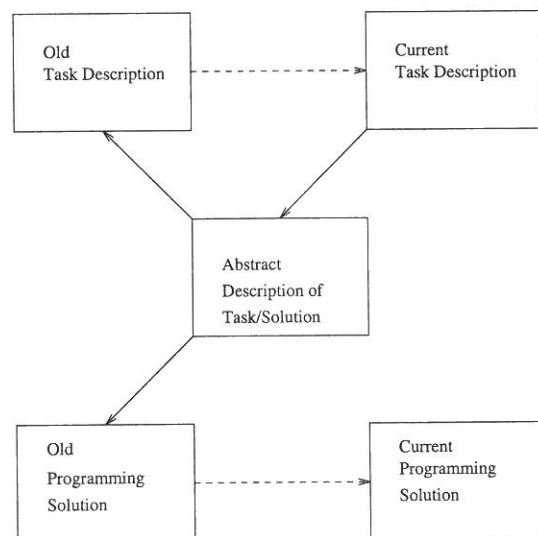 Old
Task Description
Current
Task Description
Abstract
Description of
Task/Solution
Old
Programming
Solution
Current
Programming
Solution